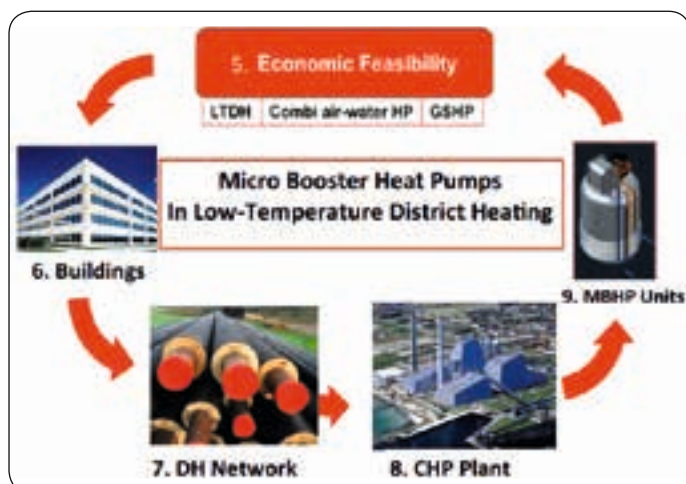 5. Economic Feasibility
LTDH Combi air-water HP GSHP
Micro Booster Heat Pumps
In Low-Temperature District Heating
6. Buildings
9. MBHP Units
7. DH Network
8. CHP Plant